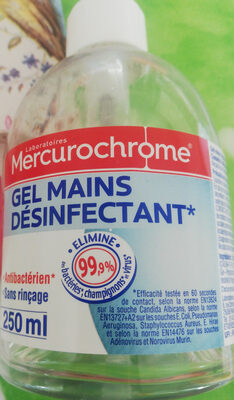 Laboratoires
Mercurochrome®
GEL MAINS
DÉSINFECTANT*
ELIMINE
99,9%
des bactéries, champignons, virus*
Antibactérien*
Sans rinçage
250 ml
*Efficacité testée en 60 secondes
de contact, selon la norme EN13624
sur la souche Candida Albicans, selon la norme
EN13727+A2 sur les souches E. Coli, Pseudomonas
Aeruginosa, Staphylococcus Aureus, E. Hirae
et selon la norme EN14476 sur les souches
Adénovirus et Norovirus Murin.